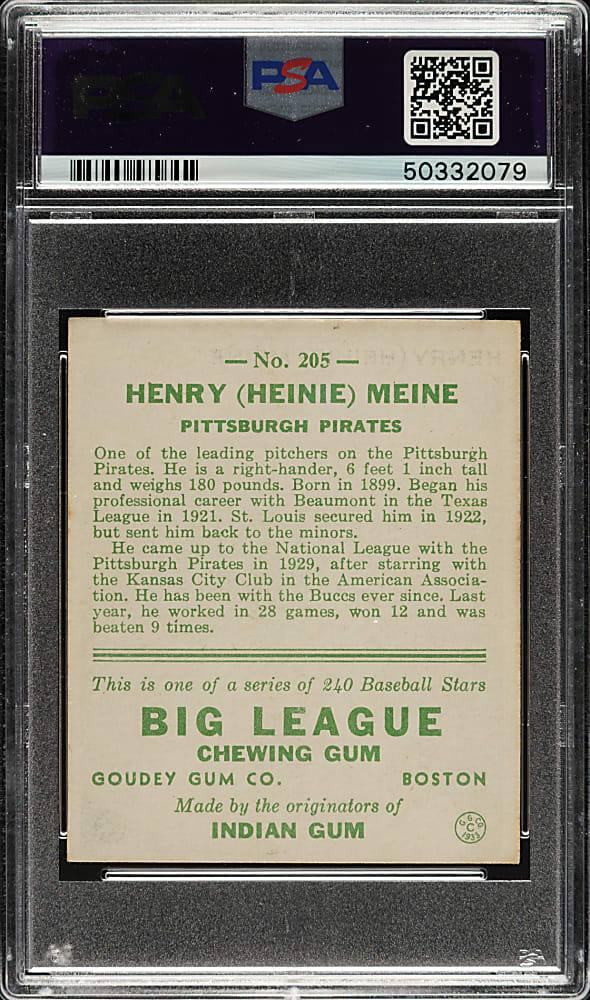 PSA
PSA
50332079
— No. 205 —
HENRY (HEINIE) MEINE
PITTSBURGH PIRATES
One of the leading pitchers on the Pittsburgh
Pirates. He is a right-hander, 6 feet 1 inch tall
and weighs 180 pounds. Born in 1899. Began his
professional career with Beaumont in the Texas
League in 1921. St. Louis secured him in 1922,
but sent him back to the minors.
He came up to the National League with the
Pittsburgh Pirates in 1929, after starring with
the Kansas City Club in the American Associa-
tion. He has been with the Buccs ever since. Last
year, he worked in 28 games, won 12 and was
beaten 9 times.
This is one of a series of 240 Baseball Stars
BIG LEAGUE
CHEWING GUM
GOUDEY GUM CO. BOSTON
Made by the originators of
INDIAN GUM
G. G. CO.
C
1933